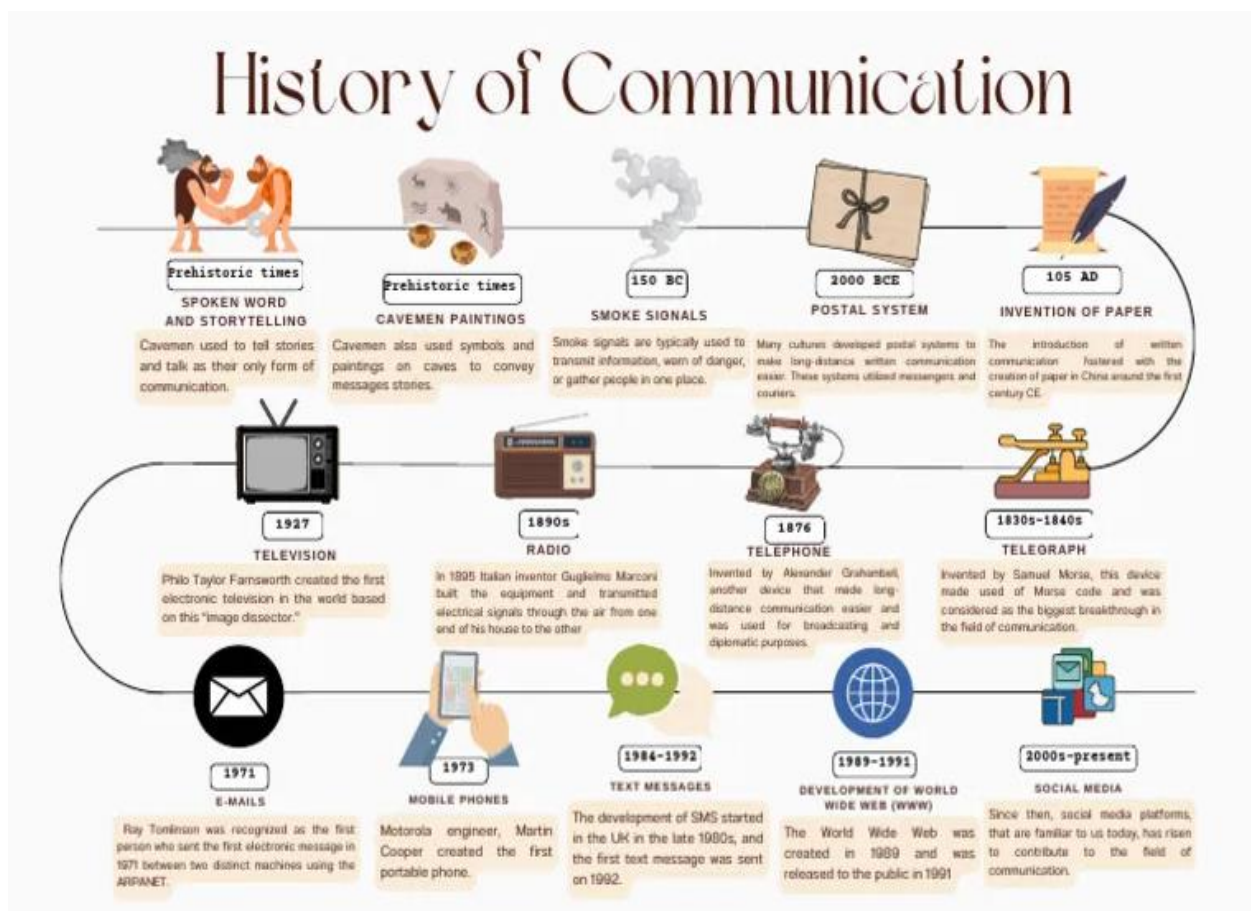 History of Communication
Prehistoric times
SPOKEN WORD
AND STORYTELLING
Cavemen used to tell stories
and talk as their only form of
communication.
Prehistoric times
CAVEMEN PAINTINGS
Cavemen also used symbols and
paintings on caves to convey
messages stories.
150 BC
SMOKE SIGNALS
Smoke signals are typically used to
transmit information, warn of danger,
or gather people in one place.
2000 BCE
POSTAL SYSTEM
Many cultures developed postal systems to
make long-distance written communication
easier. These systems utilized messengers and
couriers.
105 AD
INVENTION OF PAPER
The introduction of written
communication fostered with the
creation of paper in China around the first
century CE.
1927
TELEVISION
Philo Taylor Farnsworth created the first
electronic television in the world based
on this "image dissector."
1890s
RADIO
In 1895 Italian inventor Guglielmo Marconi
built the equipment and transmitted
electrical signals through the air from one
end of his house to the other
1876
TELEPHONE
Invented by Alexander Grahambell,
another device that made long-
distance communication easier and
was used for broadcasting and
diplomatic purposes.
1830s-1840s
TELEGRAPH
Invented by Samuel Morse, this device
made used of Morse code and was
considered as the biggest breakthrough in
the field of communication.
1971
E-MAILS
Ray Tomlinson was recognized as the first
person who sent the first electronic message in
1971 between two distinct machines using the
ARPANET.
1973
MOBILE PHONES
Motorola engineer, Martin
Cooper created the first
portable phone.
1984-1992
TEXT MESSAGES
The development of SMS started
in the UK in the late 1980s, and
the first text message was sent
on 1992.
1989-1991
DEVELOPMENT OF WORLD
WIDE WEB (WWW)
The World Wide Web was
created in 1989 and was
released to the public in 1991
2000s-present
SOCIAL MEDIA
Since then, social media platforms,
that are familiar to us today, has risen
to contribute to the field of
communication.